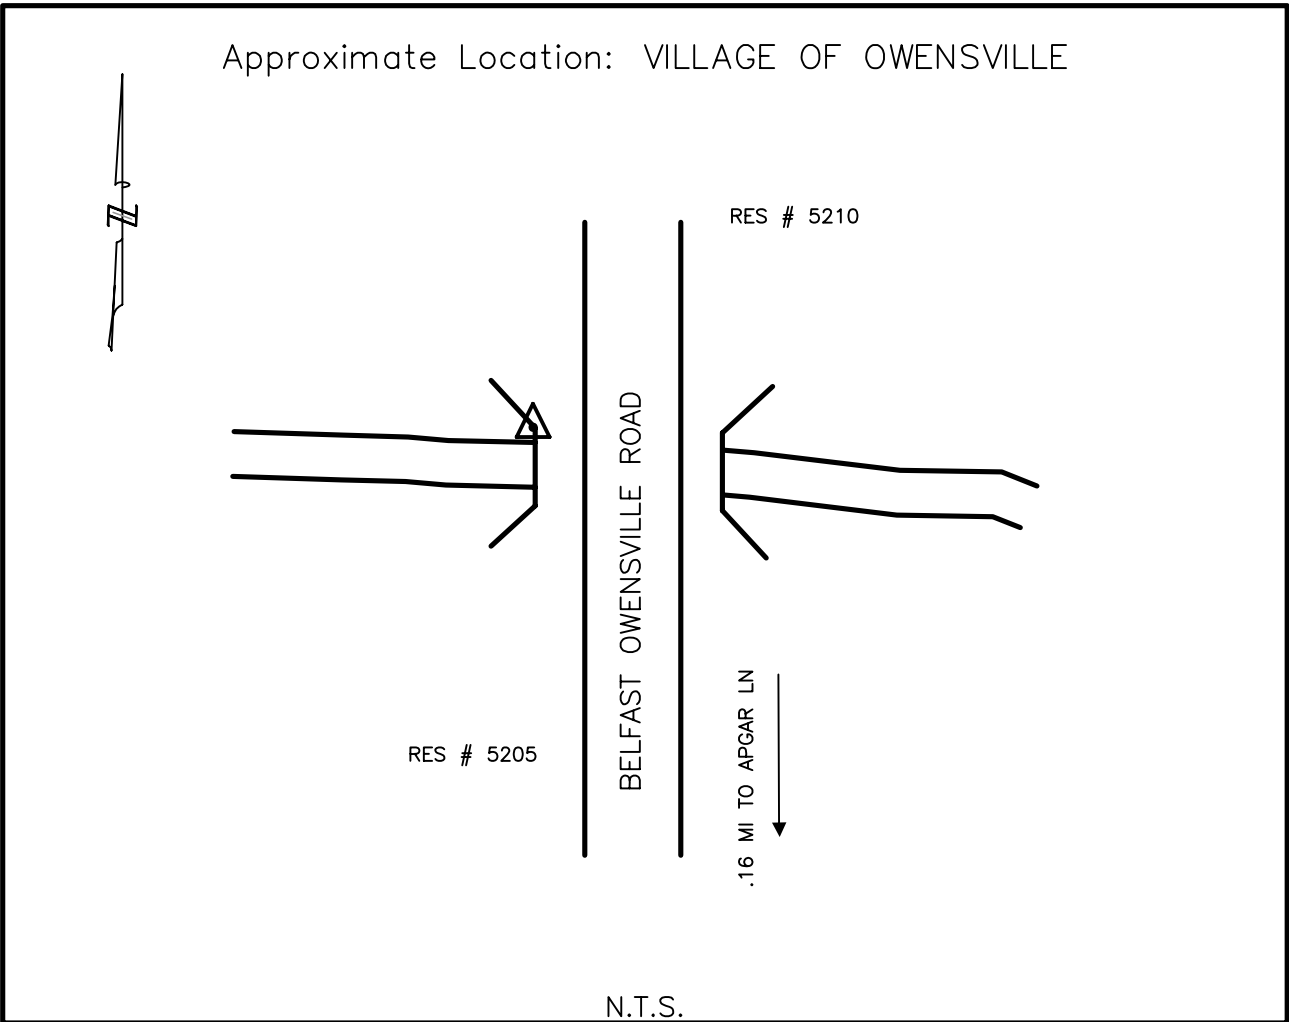 Approximate Location: VILLAGE OF OWENSVILLE
N
RES # 5210
BELFAST OWENSVILLE ROAD
RES # 5205
.16 MI TO APGAR LN
N.T.S.